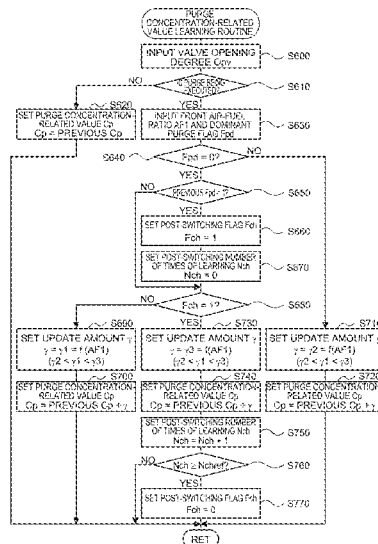 PURGE
CONCENTRATION-RELATED
VALUE LEARNING ROUTINE
INPUT VALVE OPENING
DEGREE Opv
S600
IS PURGE BEING
EXECUTED?
S610
NO
YES
S620
SET PURGE CONCENTRATION-
RELATED VALUE Cp
Cp = PREVIOUS Cp
INPUT FRONT AIR-FUEL
RATIO AF1 AND DOMINANT
PURGE FLAG Fpd
S630
S640
Fpd = 0?
NO
YES
PREVIOUS Fpd = 1?
S650
NO
YES
SET POST-SWITCHING FLAG Fch
Fch = 1
S660
SET POST-SWITCHING NUMBER
OF TIMES OF LEARNING Nch
Nch = 0
S670
Fch = 1?
S680
NO
YES
S690
SET UPDATE AMOUNT γ
γ = γ1 = f(AF1)
(γ2 < γ1 < γ3)
S730
SET UPDATE AMOUNT γ
γ = γ3 = f(AF1)
(γ2 < γ1 < γ3)
S710
SET UPDATE AMOUNT γ
γ = γ2 = f(AF1)
(γ2 < γ1 < γ3)
S700
SET PURGE CONCENTRATION-
RELATED VALUE Cp
Cp = PREVIOUS Cp + γ
S740
SET PURGE CONCENTRATION-
RELATED VALUE Cp
Cp = PREVIOUS Cp + γ
S720
SET PURGE CONCENTRATION-
RELATED VALUE Cp
Cp = PREVIOUS Cp + γ
SET POST-SWITCHING NUMBER
OF TIMES OF LEARNING Nch
Nch = Nch + 1
S750
Nch ≥ Nchref?
S760
NO
YES
SET POST-SWITCHING FLAG Fch
Fch = 0
S770
RET